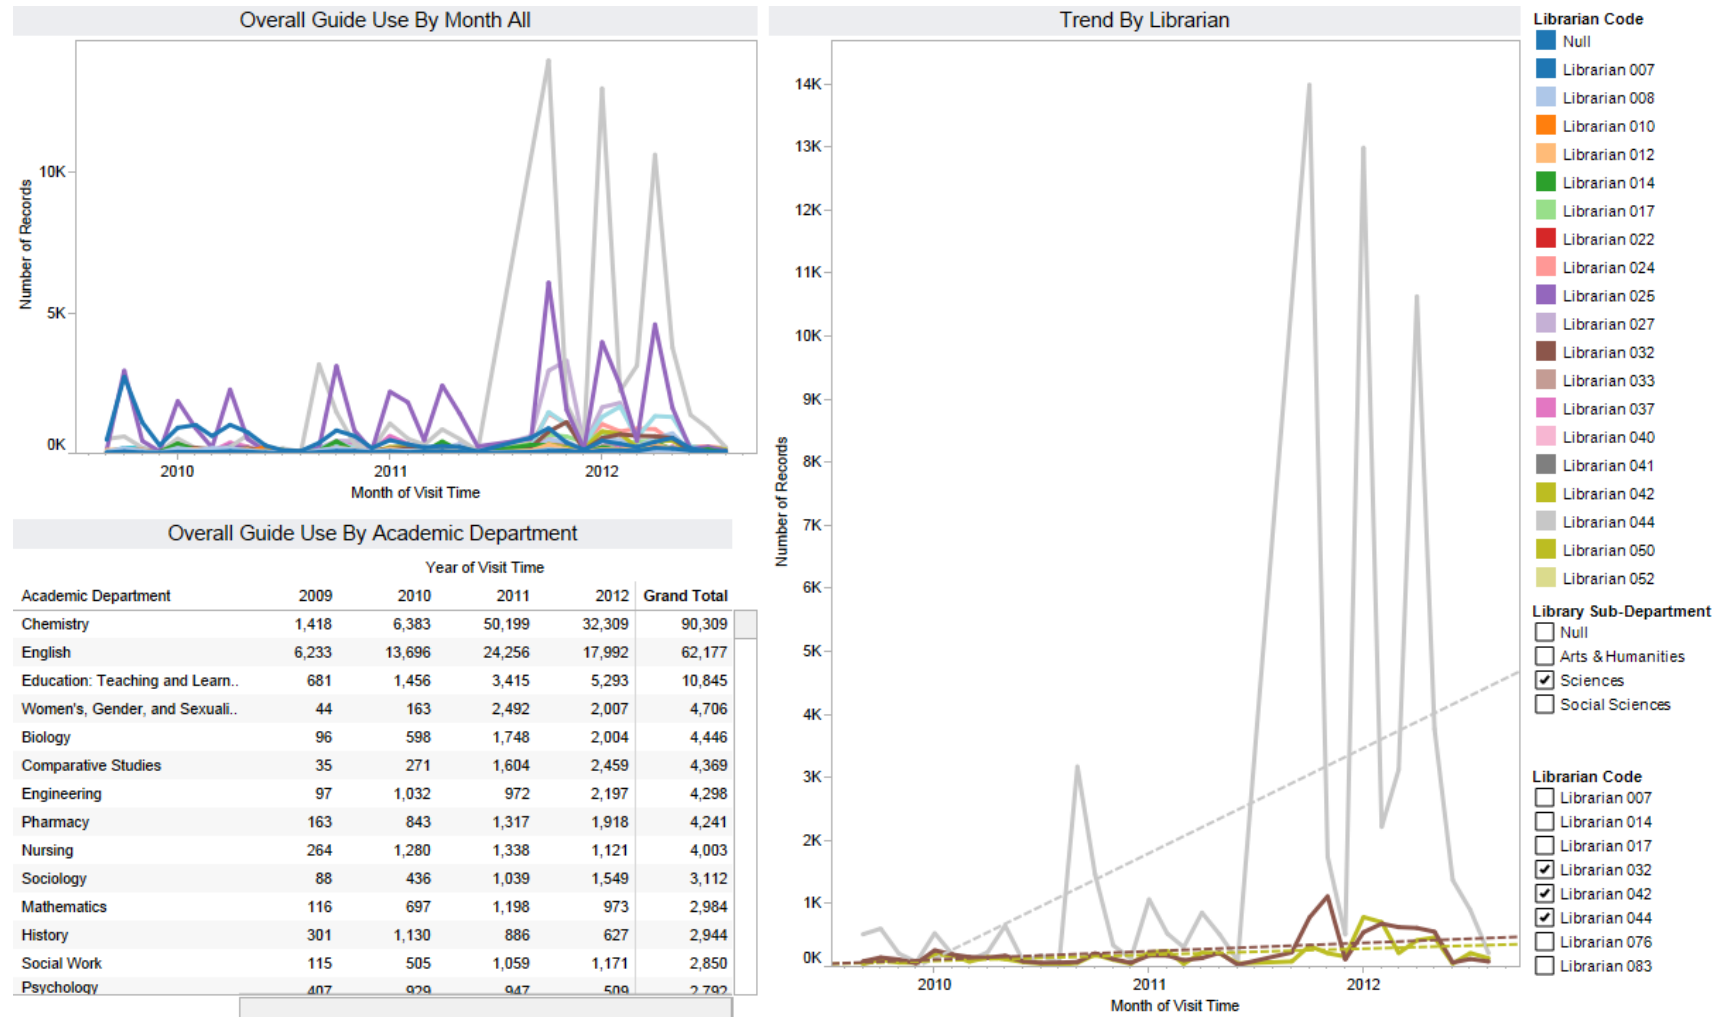 Overall Guide Use By Month All
10K
5K
0K
Number of Records
2010 2011 2012
Month of Visit Time
Overall Guide Use By Academic Department
Year of Visit Time
Academic Department 2009 2010 2011 2012 Grand Total
Chemistry 1,418 6,383 50,199 32,309 90,309
English 6,233 13,696 24,256 17,992 62,177
Education: Teaching and Learn.. 681 1,456 3,415 5,293 10,845
Women's, Gender, and Sexuali.. 44 163 2,492 2,007 4,706
Biology 96 598 1,748 2,004 4,446
Comparative Studies 35 271 1,604 2,459 4,369
Engineering 97 1,032 972 2,197 4,298
Pharmacy 163 843 1,317 1,918 4,241
Nursing 264 1,280 1,338 1,121 4,003
Sociology 88 436 1,039 1,549 3,112
Mathematics 116 697 1,198 973 2,984
History 301 1,130 886 627 2,944
Social Work 115 505 1,059 1,171 2,850
Psychology 407 929 947 509 2,792
Trend By Librarian
14K
13K
12K
11K
10K
9K
8K
7K
6K
5K
4K
3K
2K
1K
0K
Number of Records
2010 2011 2012
Month of Visit Time
Librarian Code
Null
Librarian 007
Librarian 008
Librarian 010
Librarian 012
Librarian 014
Librarian 017
Librarian 022
Librarian 024
Librarian 025
Librarian 027
Librarian 032
Librarian 033
Librarian 037
Librarian 040
Librarian 041
Librarian 042
Librarian 044
Librarian 050
Librarian 052
Library Sub-Department
Null
Arts & Humanities
Sciences
Social Sciences
Librarian Code
Librarian 007
Librarian 014
Librarian 017
Librarian 032
Librarian 042
Librarian 044
Librarian 076
Librarian 083